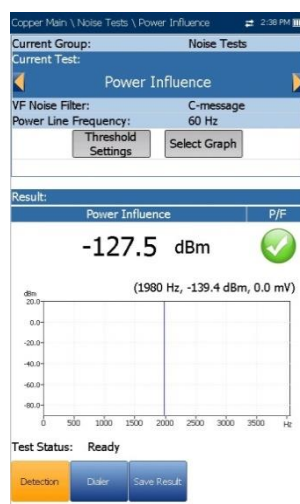 Copper Main \ Noise Tests \ Power Influence 2:38 PM
Current Group: Noise Tests
Current Test:
Power Influence
VF Noise Filter: C-message
Power Line Frequency: 60 Hz
Threshold Settings
Select Graph
Result:
Power Influence P/F
-127.5 dBm
(1980 Hz, -139.4 dBm, 0.0 mV)
dBm
20.0
0.0
-20.0
-40.0
-60.0
-80.0
0 500 1000 1500 2000 2500 3000 3500 Hz
Test Status: Ready
Detection Dialer Save Result